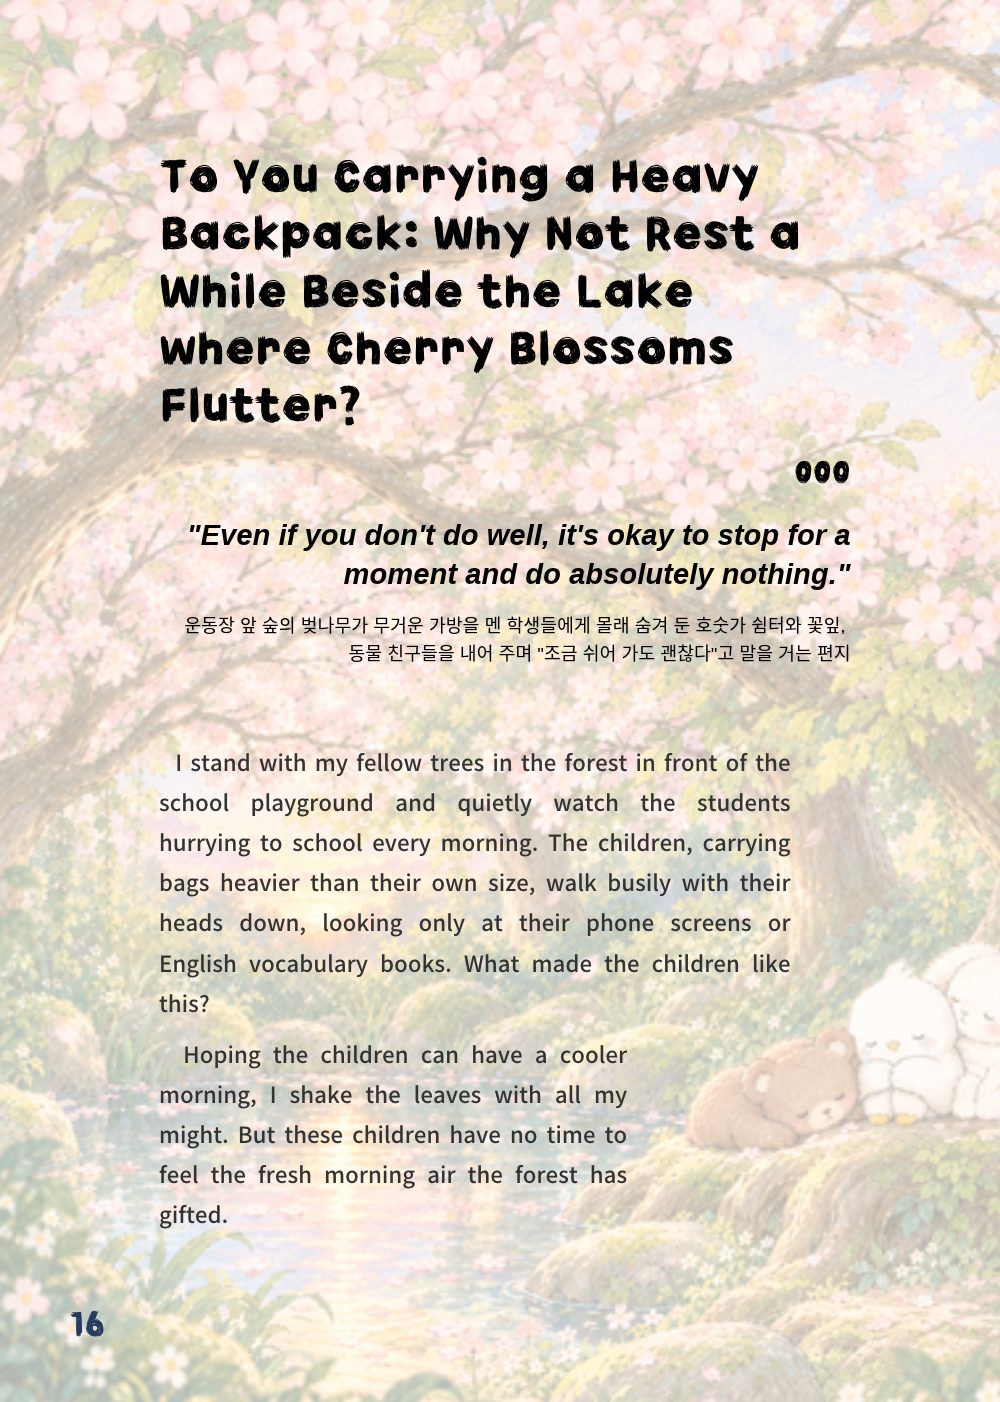 To You Carrying a Heavy
Backpack: Why Not Rest a
While Beside the Lake
where Cherry Blossoms
Flutter?
000
"Even if you don't do well, it's okay to stop for a
moment and do absolutely nothing."
운동장 앞 숲의 벚나무가 무거운 가방을 멘 학생들에게 몰래 숨겨 둔 호숫가 쉼터와 꽃잎,
동물 친구들을 내어 주며 "조금 쉬어 가도 괜찮다"고 말을 거는 편지
I stand with my fellow trees in the forest in front of the
school playground and quietly watch the students
hurrying to school every morning. The children, carrying
bags heavier than their own size, walk busily with their
heads down, looking only at their phone screens or
English vocabulary books. What made the children like
this?
Hoping the children can have a cooler
morning, I shake the leaves with all my
might. But these children have no time to
feel the fresh morning air the forest has
gifted.
16